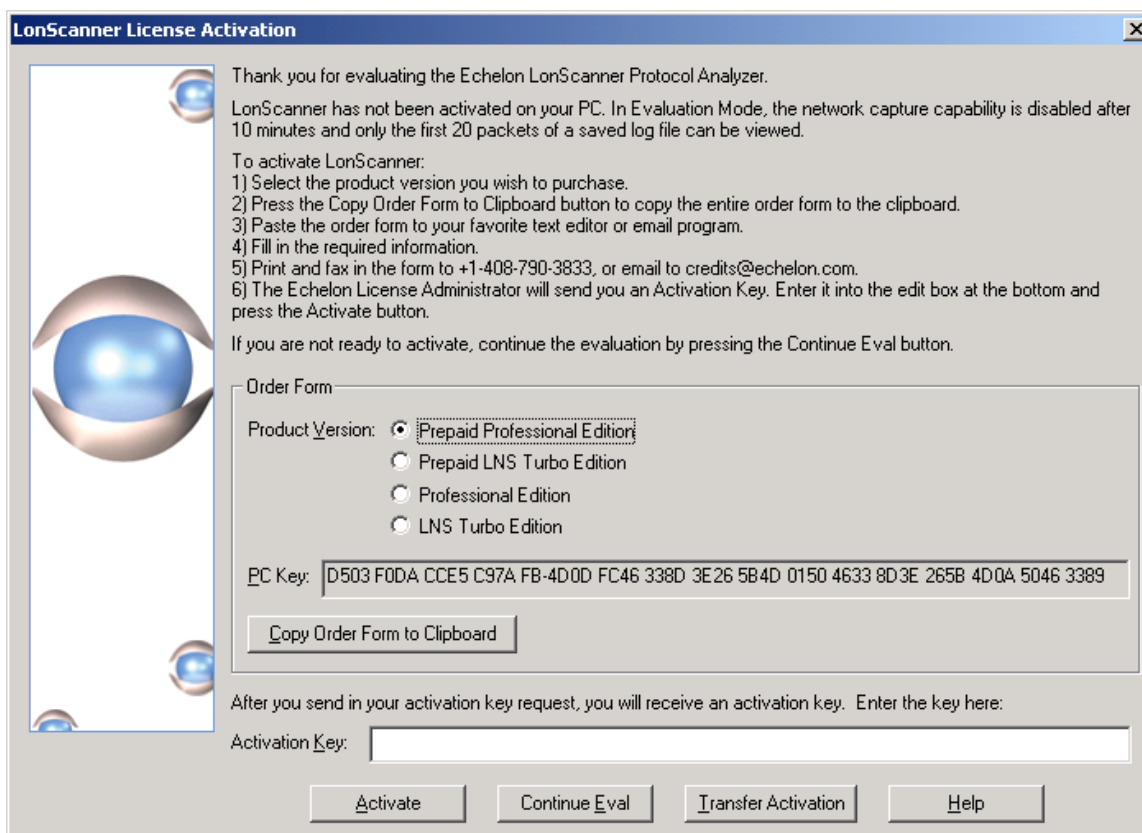 LonScanner License Activation
Thank you for evaluating the Echelon LonScanner Protocol Analyzer.
LonScanner has not been activated on your PC. In Evaluation Mode, the network capture capability is disabled after
10 minutes and only the first 20 packets of a saved log file can be viewed.
To activate LonScanner:
1) Select the product version you wish to purchase.
2) Press the Copy Order Form to Clipboard button to copy the entire order form to the clipboard.
3) Paste the order form to your favorite text editor or email program.
4) Fill in the required information.
5) Print and fax in the form to +1-408-790-3833, or email to credits@echelon.com.
6) The Echelon License Administrator will send you an Activation Key. Enter it into the edit box at the bottom and
press the Activate button.
If you are not ready to activate, continue the evaluation by pressing the Continue Eval button.
Order Form
Product Version: Prepaid Professional Edition
Prepaid LNS Turbo Edition
Professional Edition
LNS Turbo Edition
PC Key: D503 F0DA CCE5 C97A FB-4D0D FC46 338D 3E26 5B4D 0150 4633 8D3E 265B 4D0A 5046 3389
Copy Order Form to Clipboard
After you send in your activation key request, you will receive an activation key. Enter the key here:
Activation Key:
Activate Continue Eval Transfer Activation Help